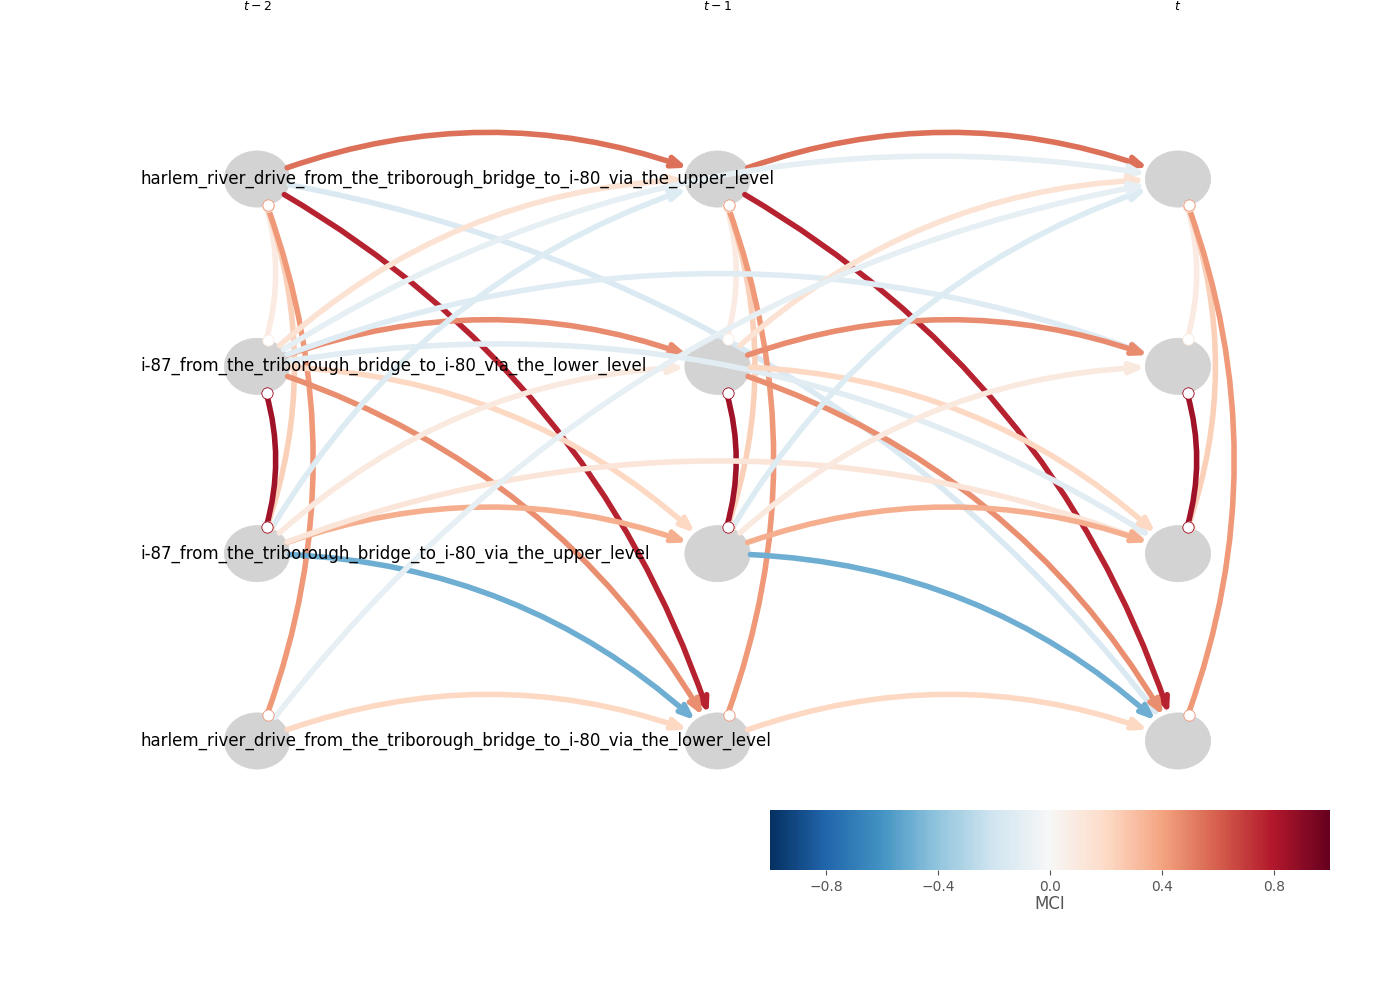 t − 2 t − 1 t
harlem_river_drive_from_the_triborough_bridge_to_i-80_via_the_upper_level
i-87_from_the_triborough_bridge_to_i-80_via_the_lower_level
i-87_from_the_triborough_bridge_to_i-80_via_the_upper_level
harlem_river_drive_from_the_triborough_bridge_to_i-80_via_the_lower_level
−0.8 −0.4 0.0 0.4 0.8
MCI